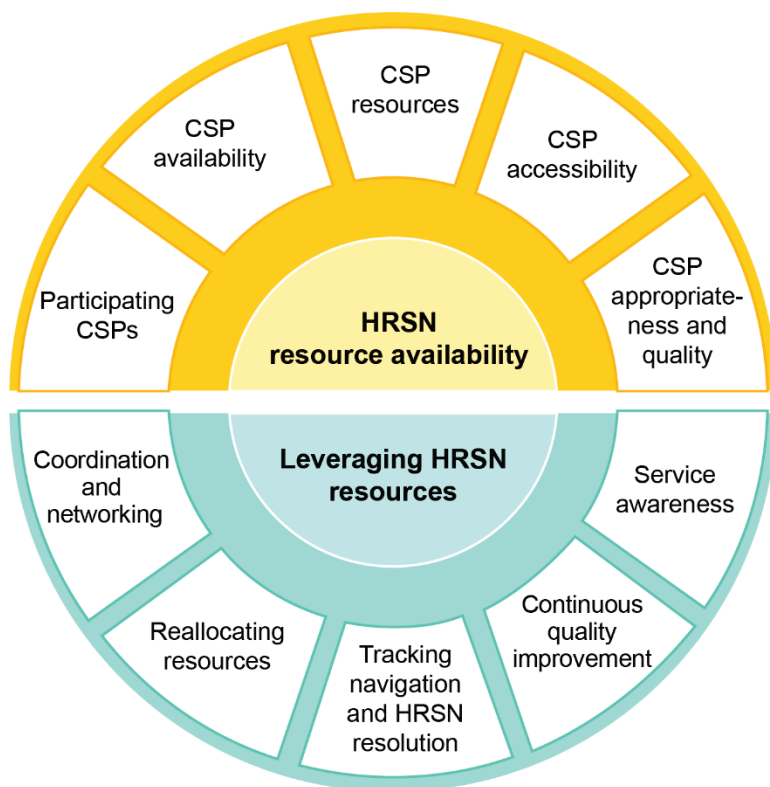 CSP
resources
CSP
availability
CSP
accessibility
Participating
CSPs
CSP
appropriate-
ness and
quality
HRSN
resource availability
Leveraging HRSN
resources
Coordination
and
networking
Service
awareness
Reallocating
resources
Continuous
quality
improvement
Tracking
navigation
and HRSN
resolution